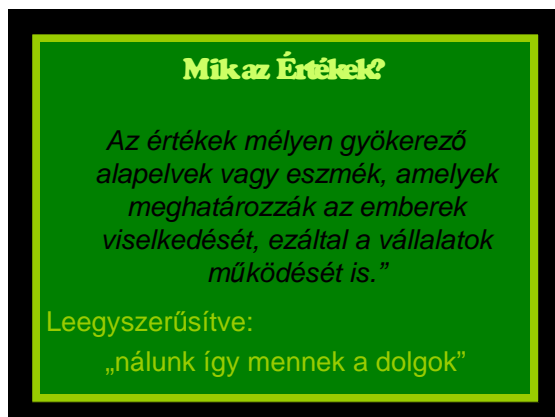 Mik az Értékek?
Az értékek mélyen gyökerező
alapelvek vagy eszmék, amelyek
meghatározzák az emberek
viselkedését, ezáltal a vállalatok
működését is.”
Leegyszerűsítve:
„nálunk így mennek a dolgok”